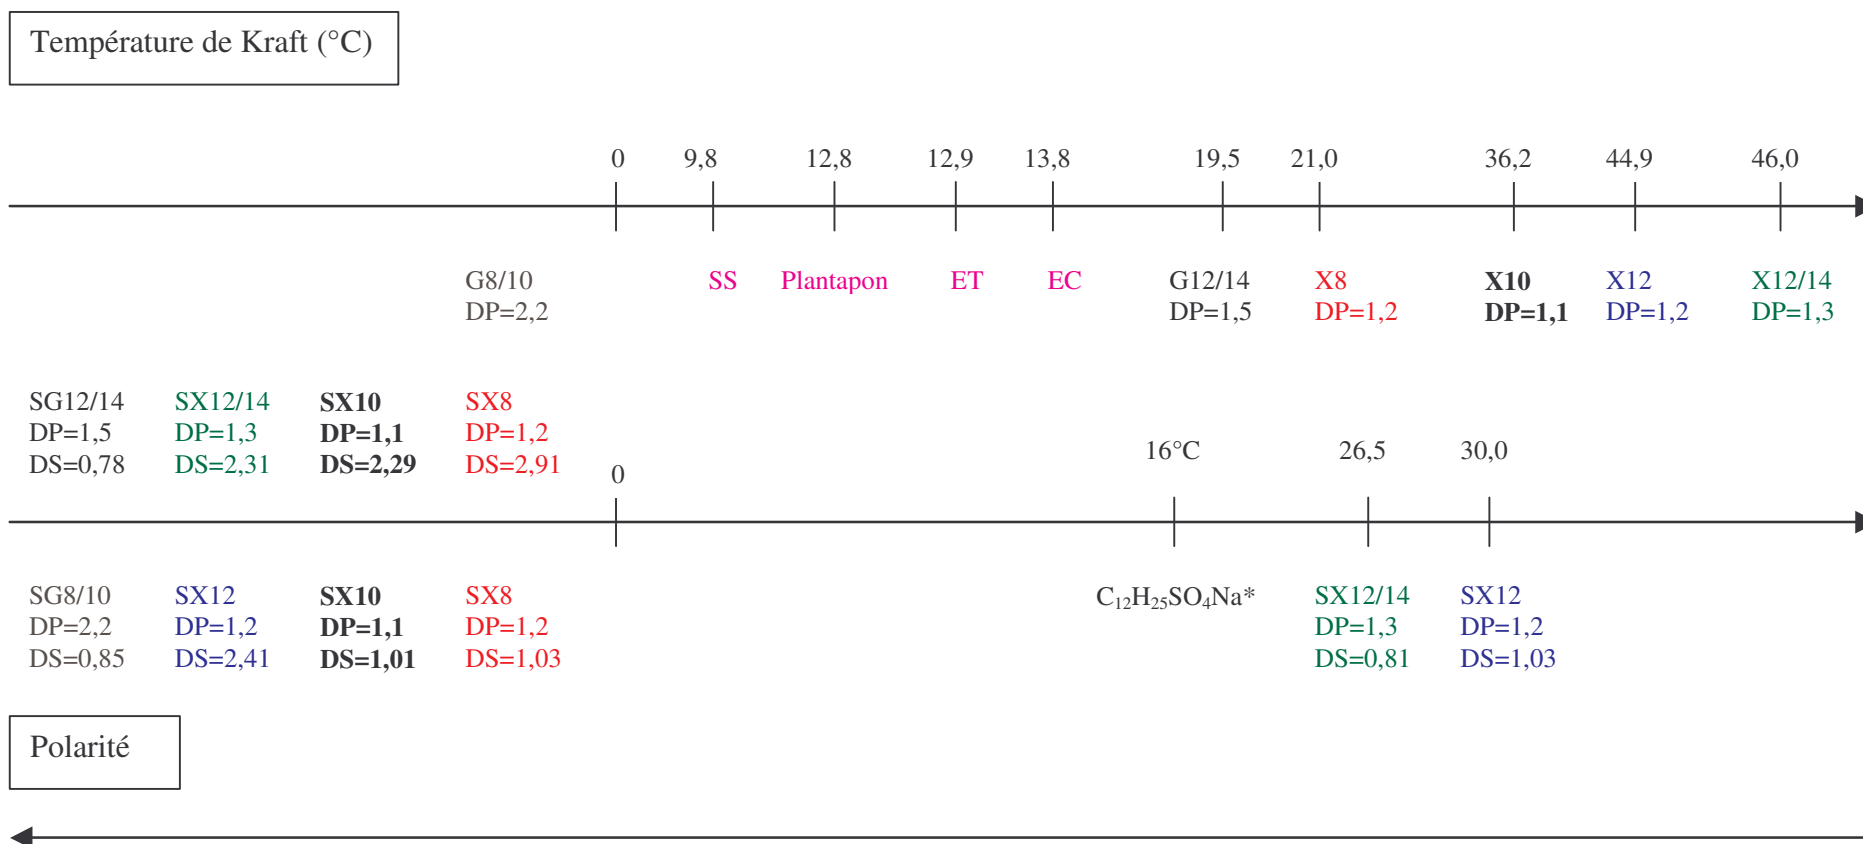 Température de Kraft (°C)
0 9,8 12,8 12,9 13,8 19,5 21,0 36,2 44,9 46,0
G8/10 SS Plantapon ET EC G12/14 X8 X10 X12 X12/14
DP=2,2 DP=1,5 DP=1,2 DP=1,1 DP=1,2 DP=1,3
SG12/14 SX12/14 SX10 SX8
DP=1,5 DP=1,3 DP=1,1 DP=1,2
DS=0,78 DS=2,31 DS=2,29 DS=2,91
0 16°C 26,5 30,0
SG8/10 SX12 SX10 SX8 C₁₂H₂₅SO₄Na* SX12/14 SX12
DP=2,2 DP=1,2 DP=1,1 DP=1,2 DP=1,3 DP=1,2
DS=0,85 DS=2,41 DS=1,01 DS=1,03 DS=0,81 DS=1,03
Polarité